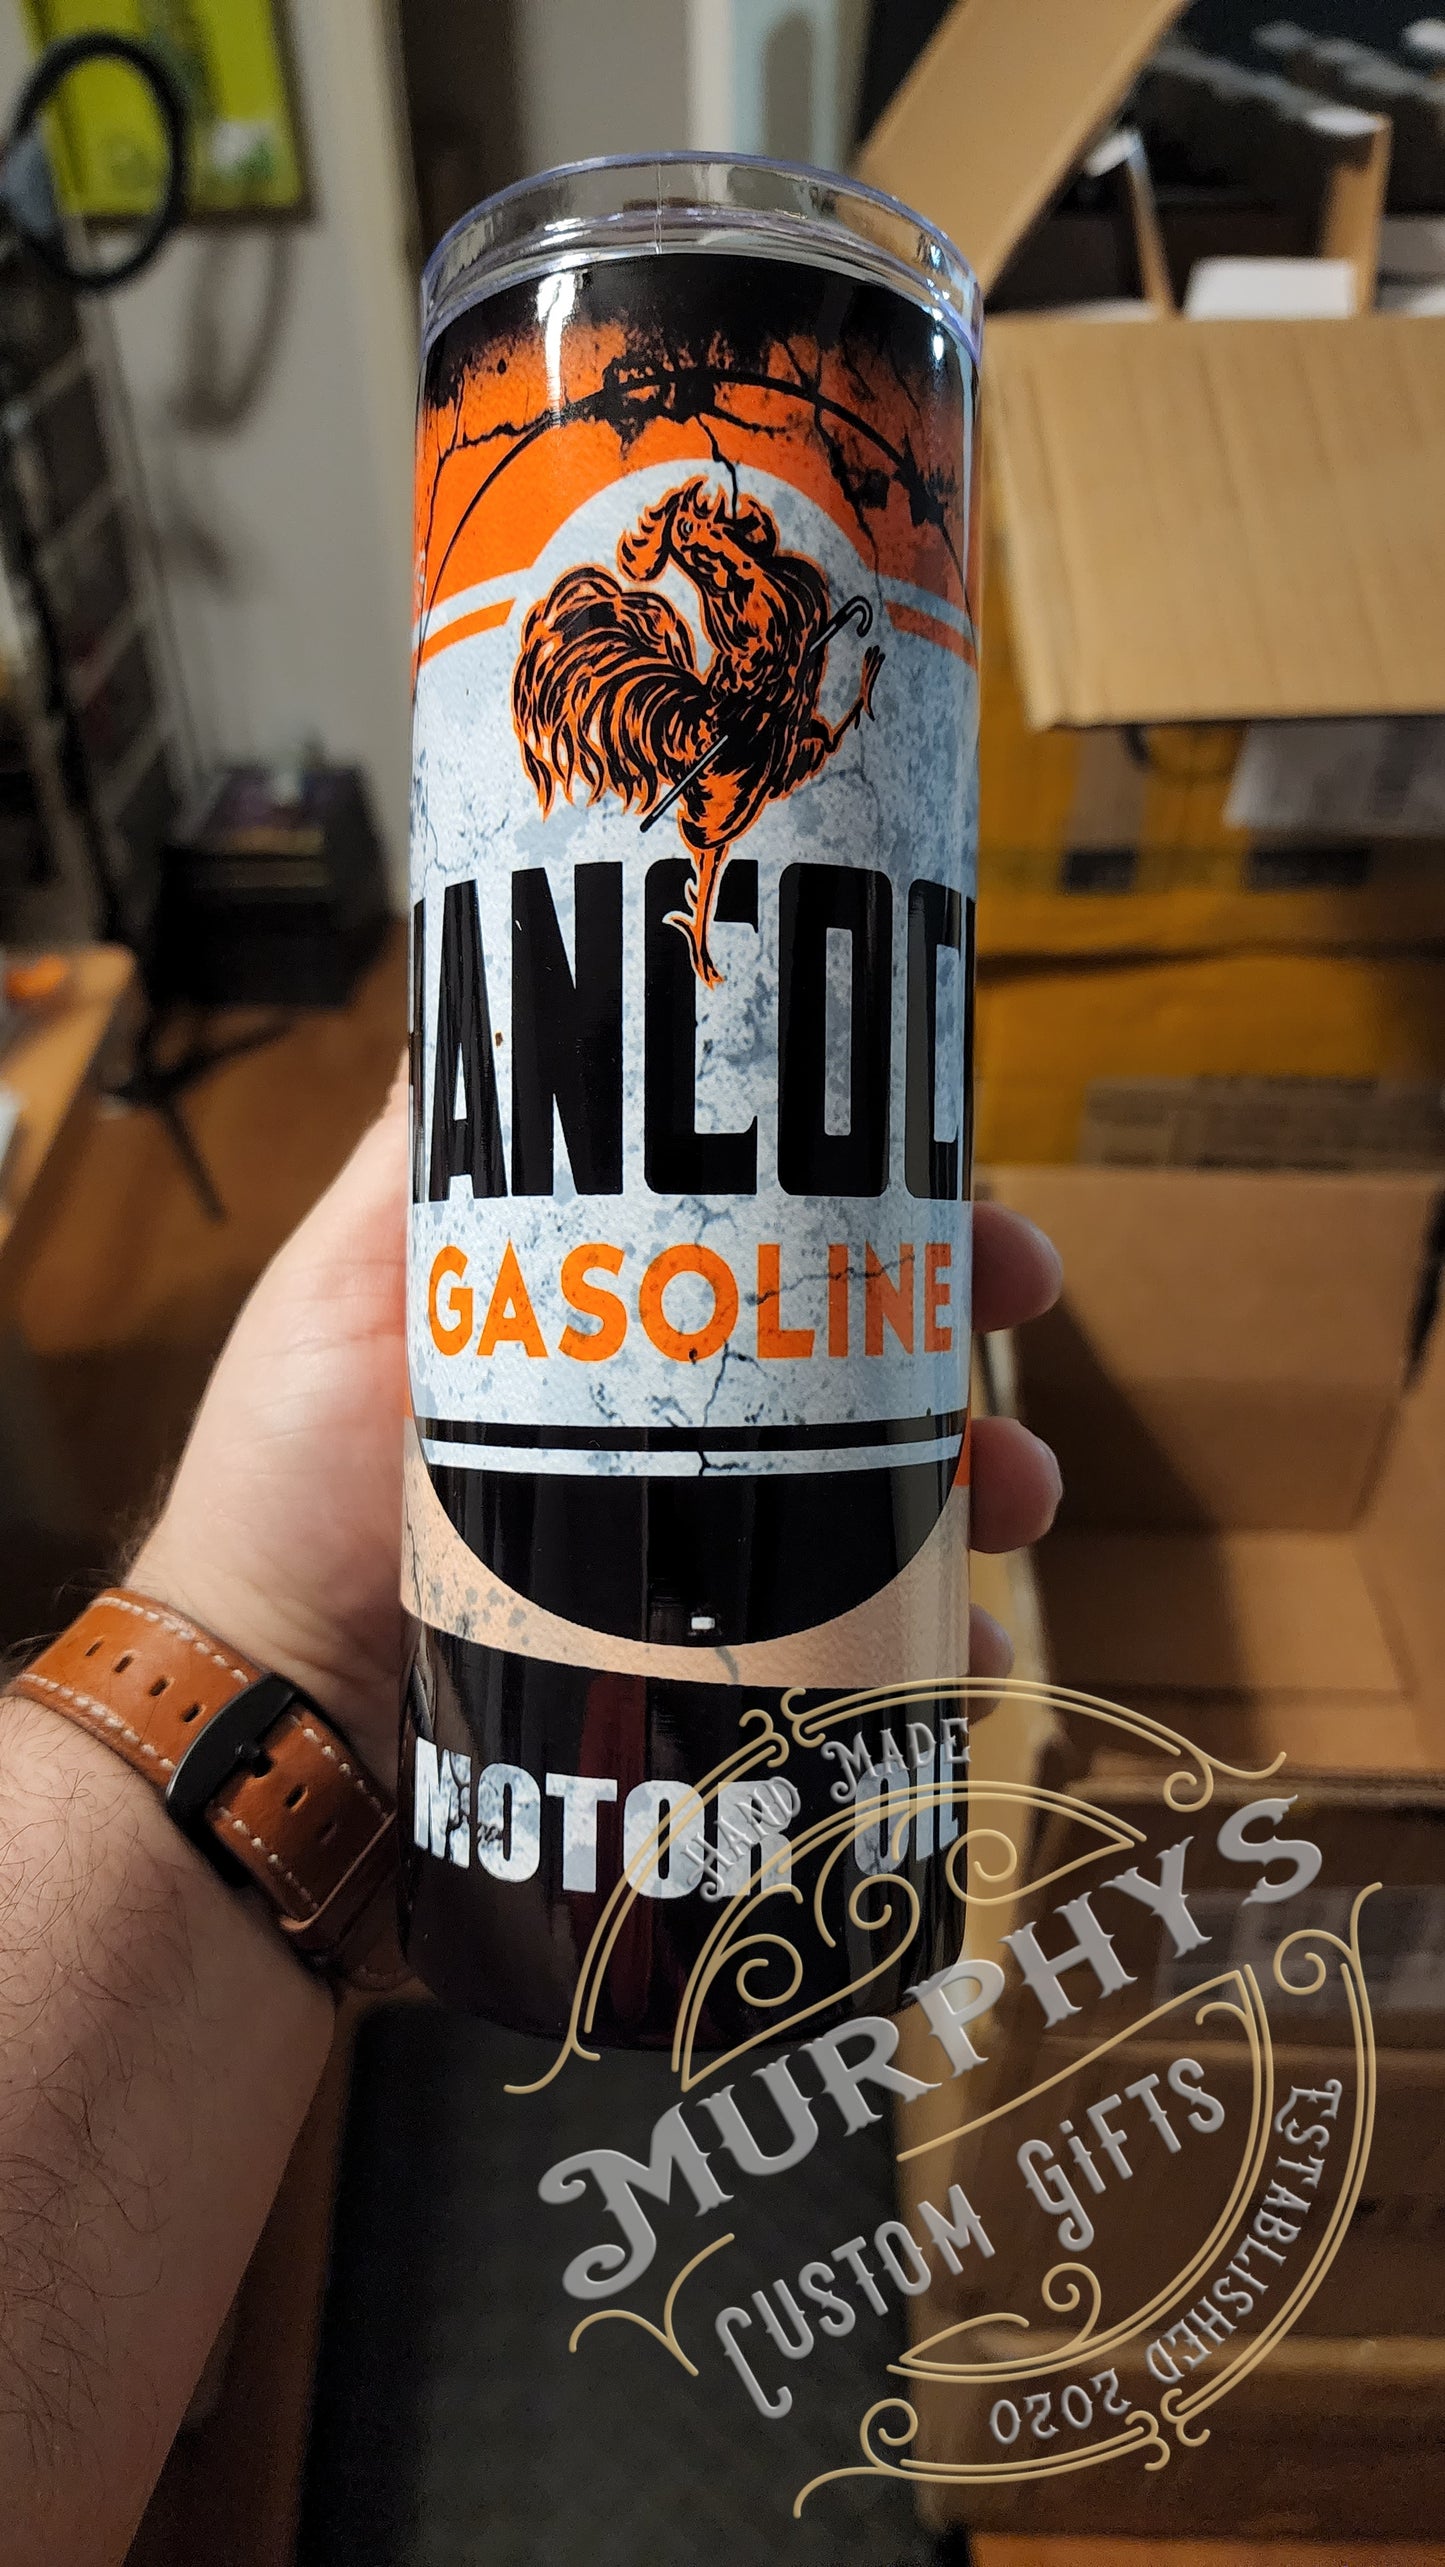 HANCOCK
GASOLINE
MOTOR OIL
HAND MADE
MURPHYS
CUSTOM GIFTS
ESTABLISHED 2020